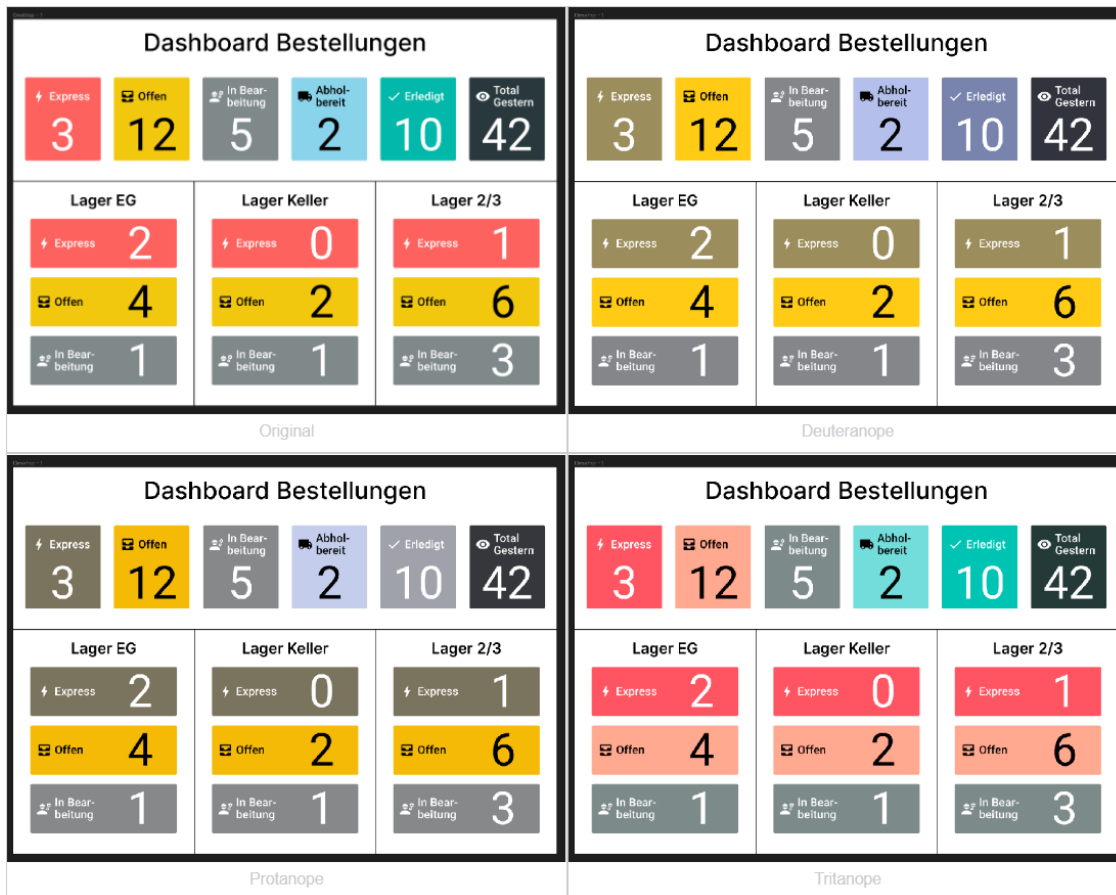 Dashboard Bestellungen
Express
3
Offen
12
In Bear-
beitung
5
Abhol-
bereit
2
Erledigt
10
Total
Gestern
42
Lager EG
Express 2
Offen 4
In Bear-
beitung 1
Lager Keller
Express 0
Offen 2
In Bear-
beitung 1
Lager 2/3
Express 1
Offen 6
In Bear-
beitung 3
Original
Dashboard Bestellungen
Express
3
Offen
12
In Bear-
beitung
5
Abhol-
bereit
2
Erledigt
10
Total
Gestern
42
Lager EG
Express 2
Offen 4
In Bear-
beitung 1
Lager Keller
Express 0
Offen 2
In Bear-
beitung 1
Lager 2/3
Express 1
Offen 6
In Bear-
beitung 3
Deuteranope
Dashboard Bestellungen
Express
3
Offen
12
In Bear-
beitung
5
Abhol-
bereit
2
Erledigt
10
Total
Gestern
42
Lager EG
Express 2
Offen 4
In Bear-
beitung 1
Lager Keller
Express 0
Offen 2
In Bear-
beitung 1
Lager 2/3
Express 1
Offen 6
In Bear-
beitung 3
Protanope
Dashboard Bestellungen
Express
3
Offen
12
In Bear-
beitung
5
Abhol-
bereit
2
Erledigt
10
Total
Gestern
42
Lager EG
Express 2
Offen 4
In Bear-
beitung 1
Lager Keller
Express 0
Offen 2
In Bear-
beitung 1
Lager 2/3
Express 1
Offen 6
In Bear-
beitung 3
Tritanope